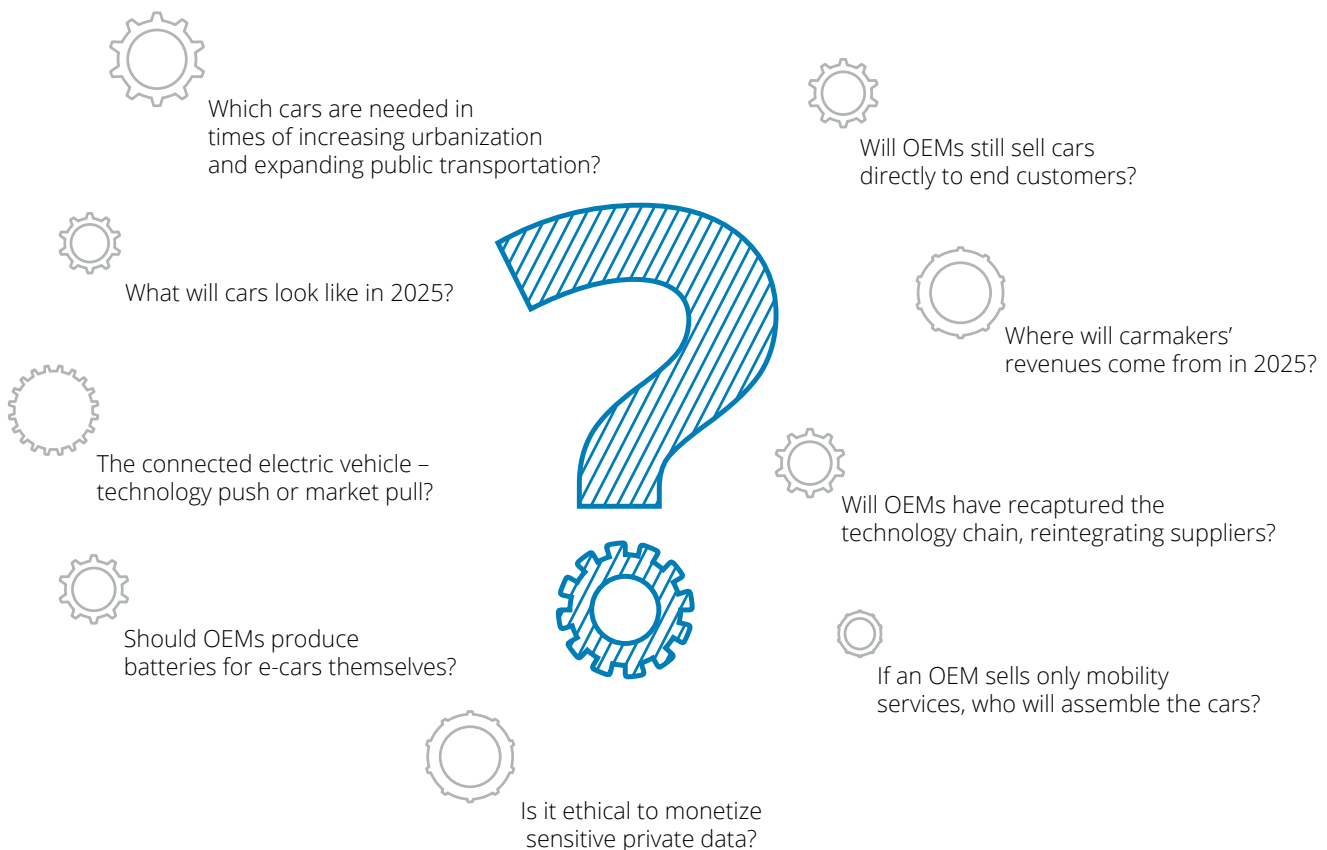 Which cars are needed in
times of increasing urbanization
and expanding public transportation?
Will OEMs still sell cars
directly to end customers?
What will cars look like in 2025?
Where will carmakers’
revenues come from in 2025?
The connected electric vehicle –
technology push or market pull?
Will OEMs have recaptured the
technology chain, reintegrating suppliers?
Should OEMs produce
batteries for e-cars themselves?
If an OEM sells only mobility
services, who will assemble the cars?
Is it ethical to monetize
sensitive private data?